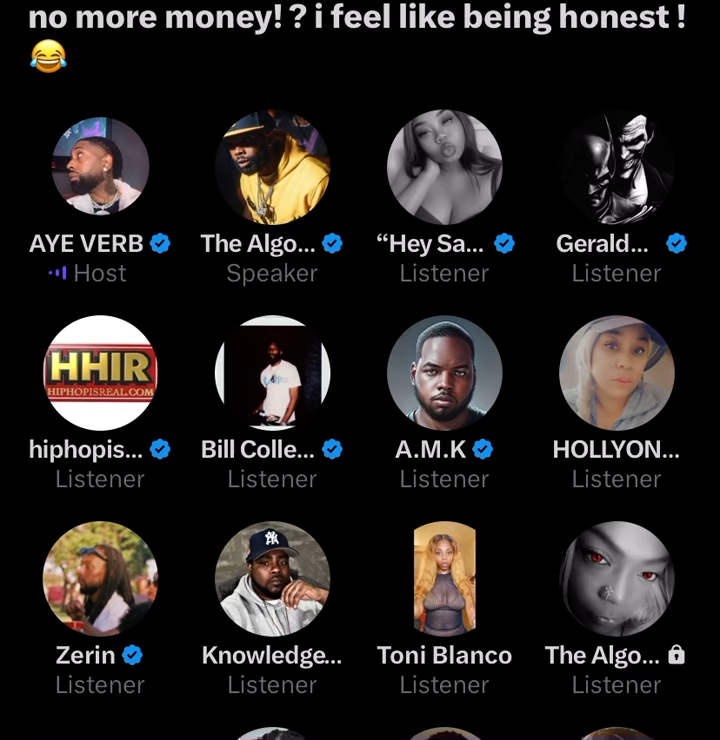 no more money! ? i feel like being honest !
😂
AYE VERB
The Algo...
“Hey Sa...
Gerald...
Host
Speaker
Listener
Listener
HHIR
HIPHOPISREAL.COM
hiphopis...
Bill Colle...
A.M.K
HOLLYON...
Listener
Listener
Listener
Listener
NY
Zerin
Knowledge...
Toni Blanco
The Algo...
Listener
Listener
Listener
Listener